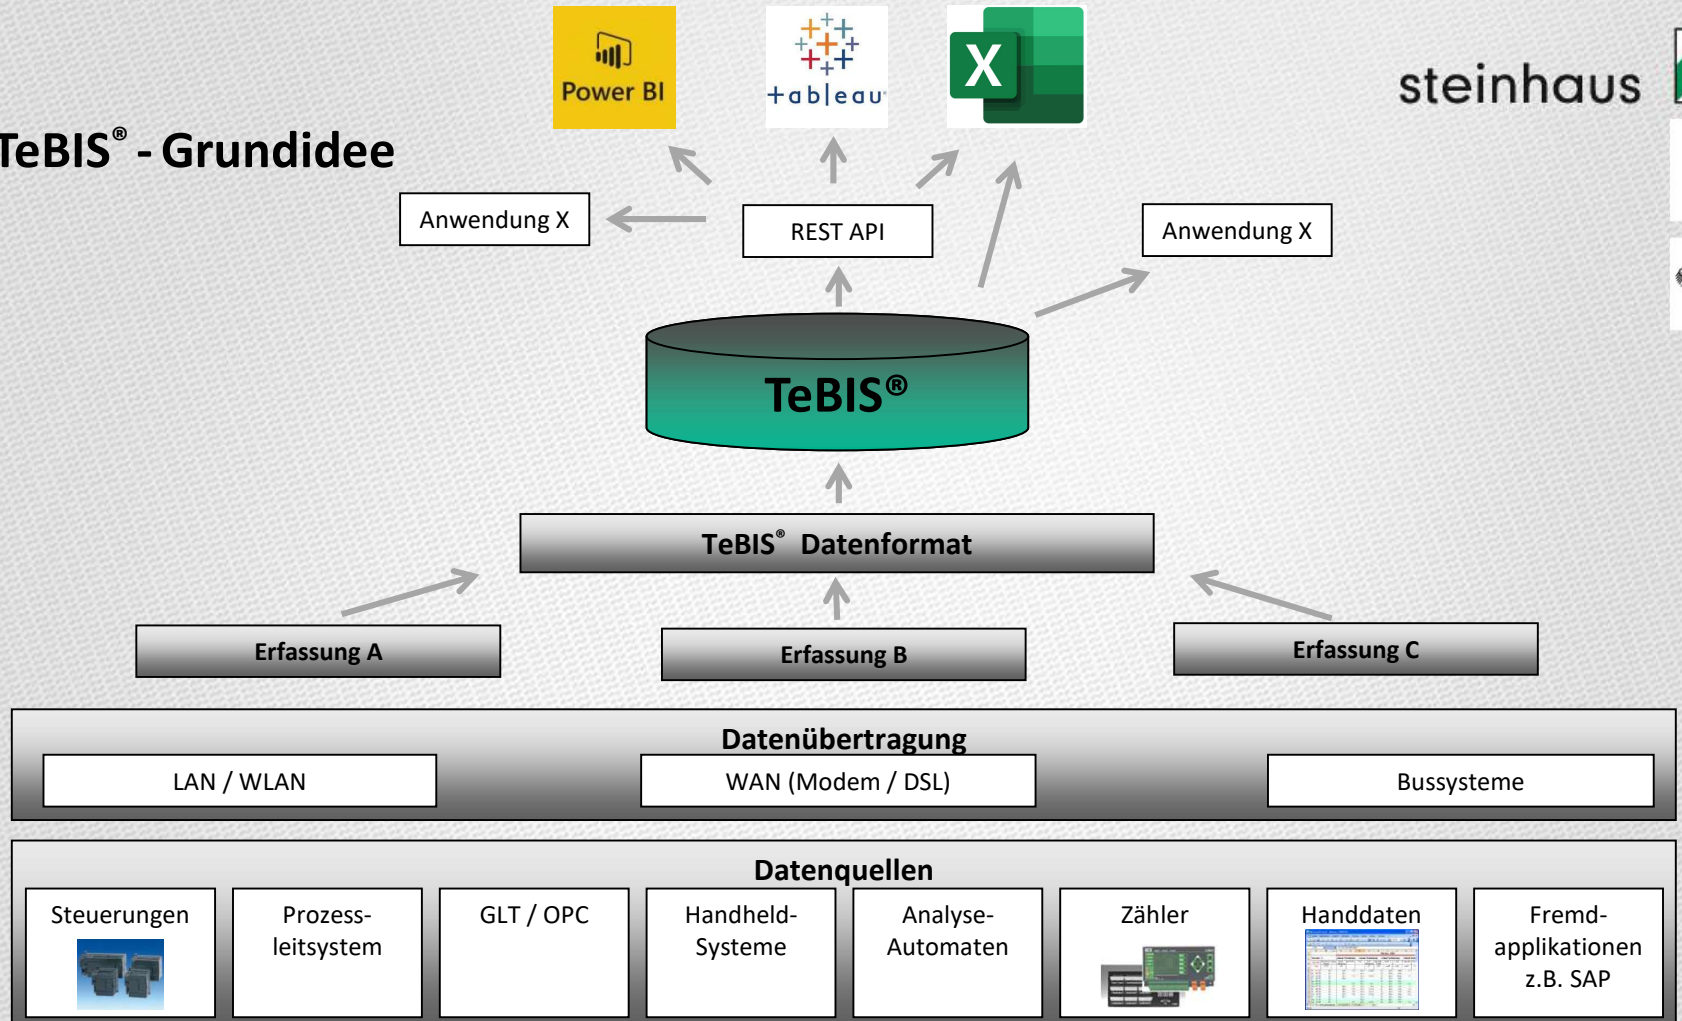 Power BI
+ableau
X
steinhaus
TeBIS® - Grundidee
Anwendung X
REST API
Anwendung X
TeBIS®
TeBIS® Datenformat
Erfassung A
Erfassung B
Erfassung C
Datenübertragung
LAN / WLAN
WAN (Modem / DSL)
Bussysteme
Datenquellen
Steuerungen
Prozess-
leitsystem
GLT / OPC
Handheld-
Systeme
Analyse-
Automaten
Zähler
Handdaten
Fremd-
applikationen
z.B. SAP